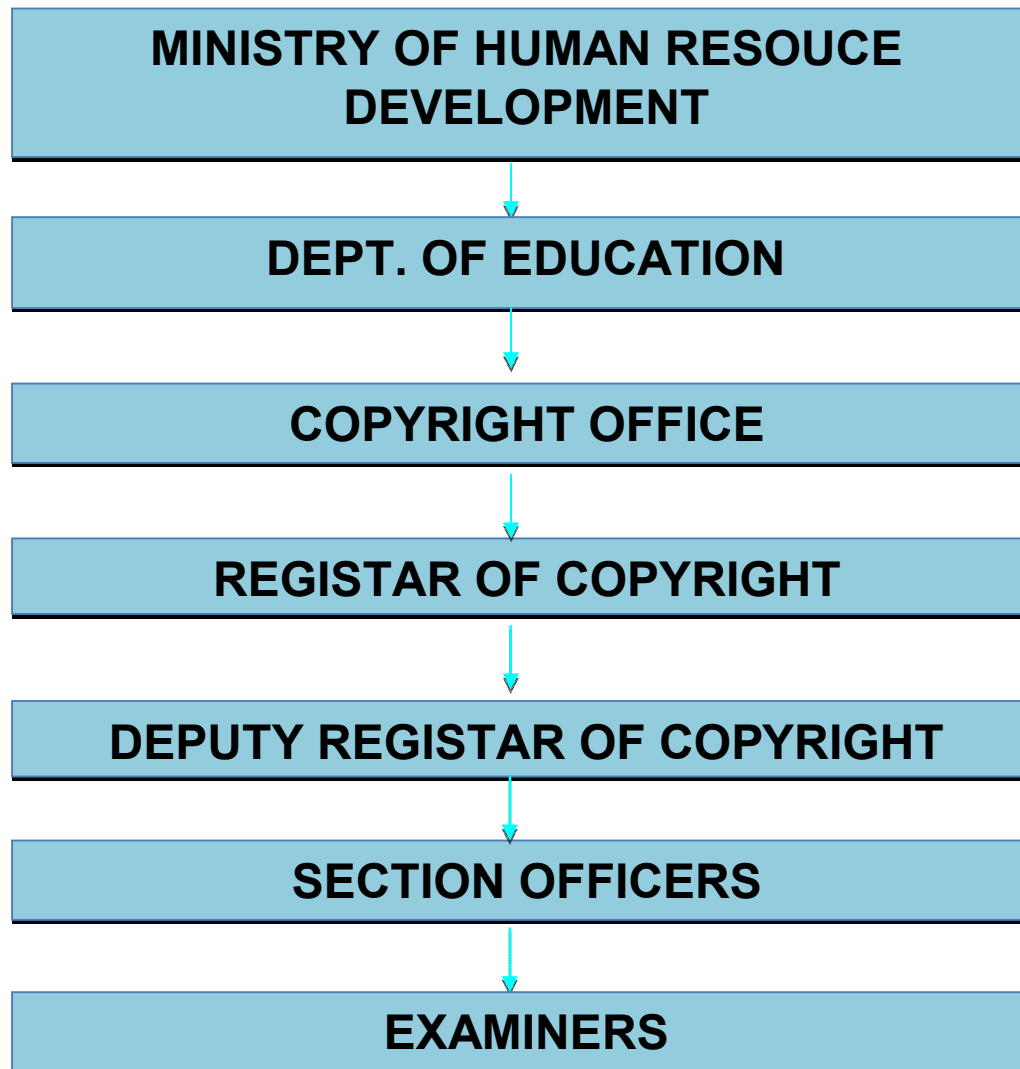 MINISTRY OF HUMAN RESOUCE
DEVELOPMENT
DEPT. OF EDUCATION
COPYRIGHT OFFICE
REGISTAR OF COPYRIGHT
DEPUTY REGISTAR OF COPYRIGHT
SECTION OFFICERS
EXAMINERS